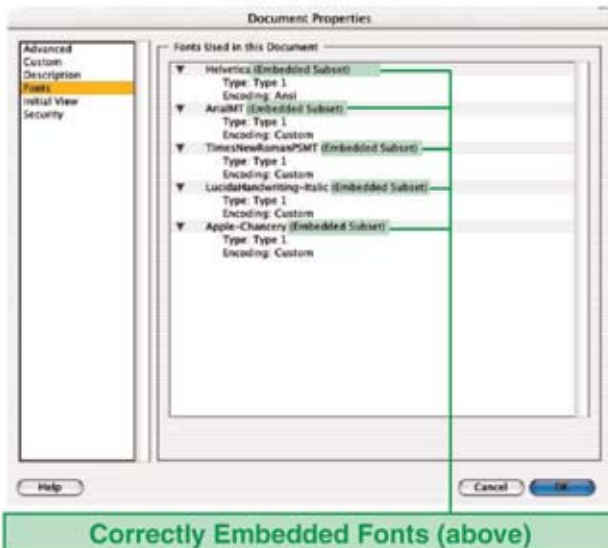 Document Properties
Advanced
Custom
Description
Fonts
Initial View
Security
Fonts Used in this Document
Helvetica (Embedded Subset)
Type: Type 1
Encoding: Ansi
ArialMT (Embedded Subset)
Type: Type 1
Encoding: Custom
TimesNewRomanPSMT (Embedded Subset)
Type: Type 1
Encoding: Custom
LucidaHandwriting-Italic (Embedded Subset)
Type: Type 1
Encoding: Custom
Apple-Chancery (Embedded Subset)
Type: Type 1
Encoding: Custom
Help
Cancel
OK
Correctly Embedded Fonts (above)